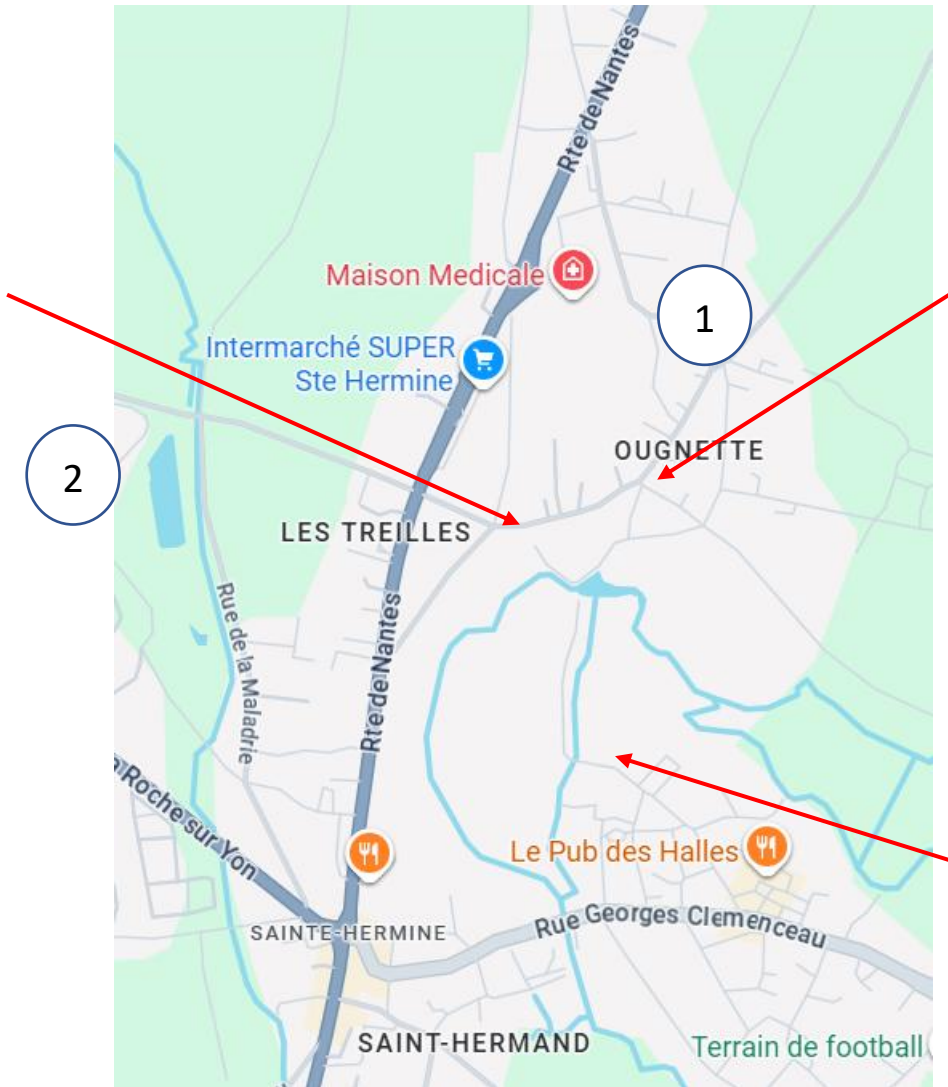 Rte de Nantes
Maison Medicale
1
Intermarché SUPER
Ste Hermine
OUGNETTE
2
LES TREILLES
Rue de la Maladrie
Rte de Nantes
Roche sur Yon
Le Pub des Halles
Rue Georges Clemenceau
SAINTE-HERMINE
SAINT-HERMAND
Terrain de football